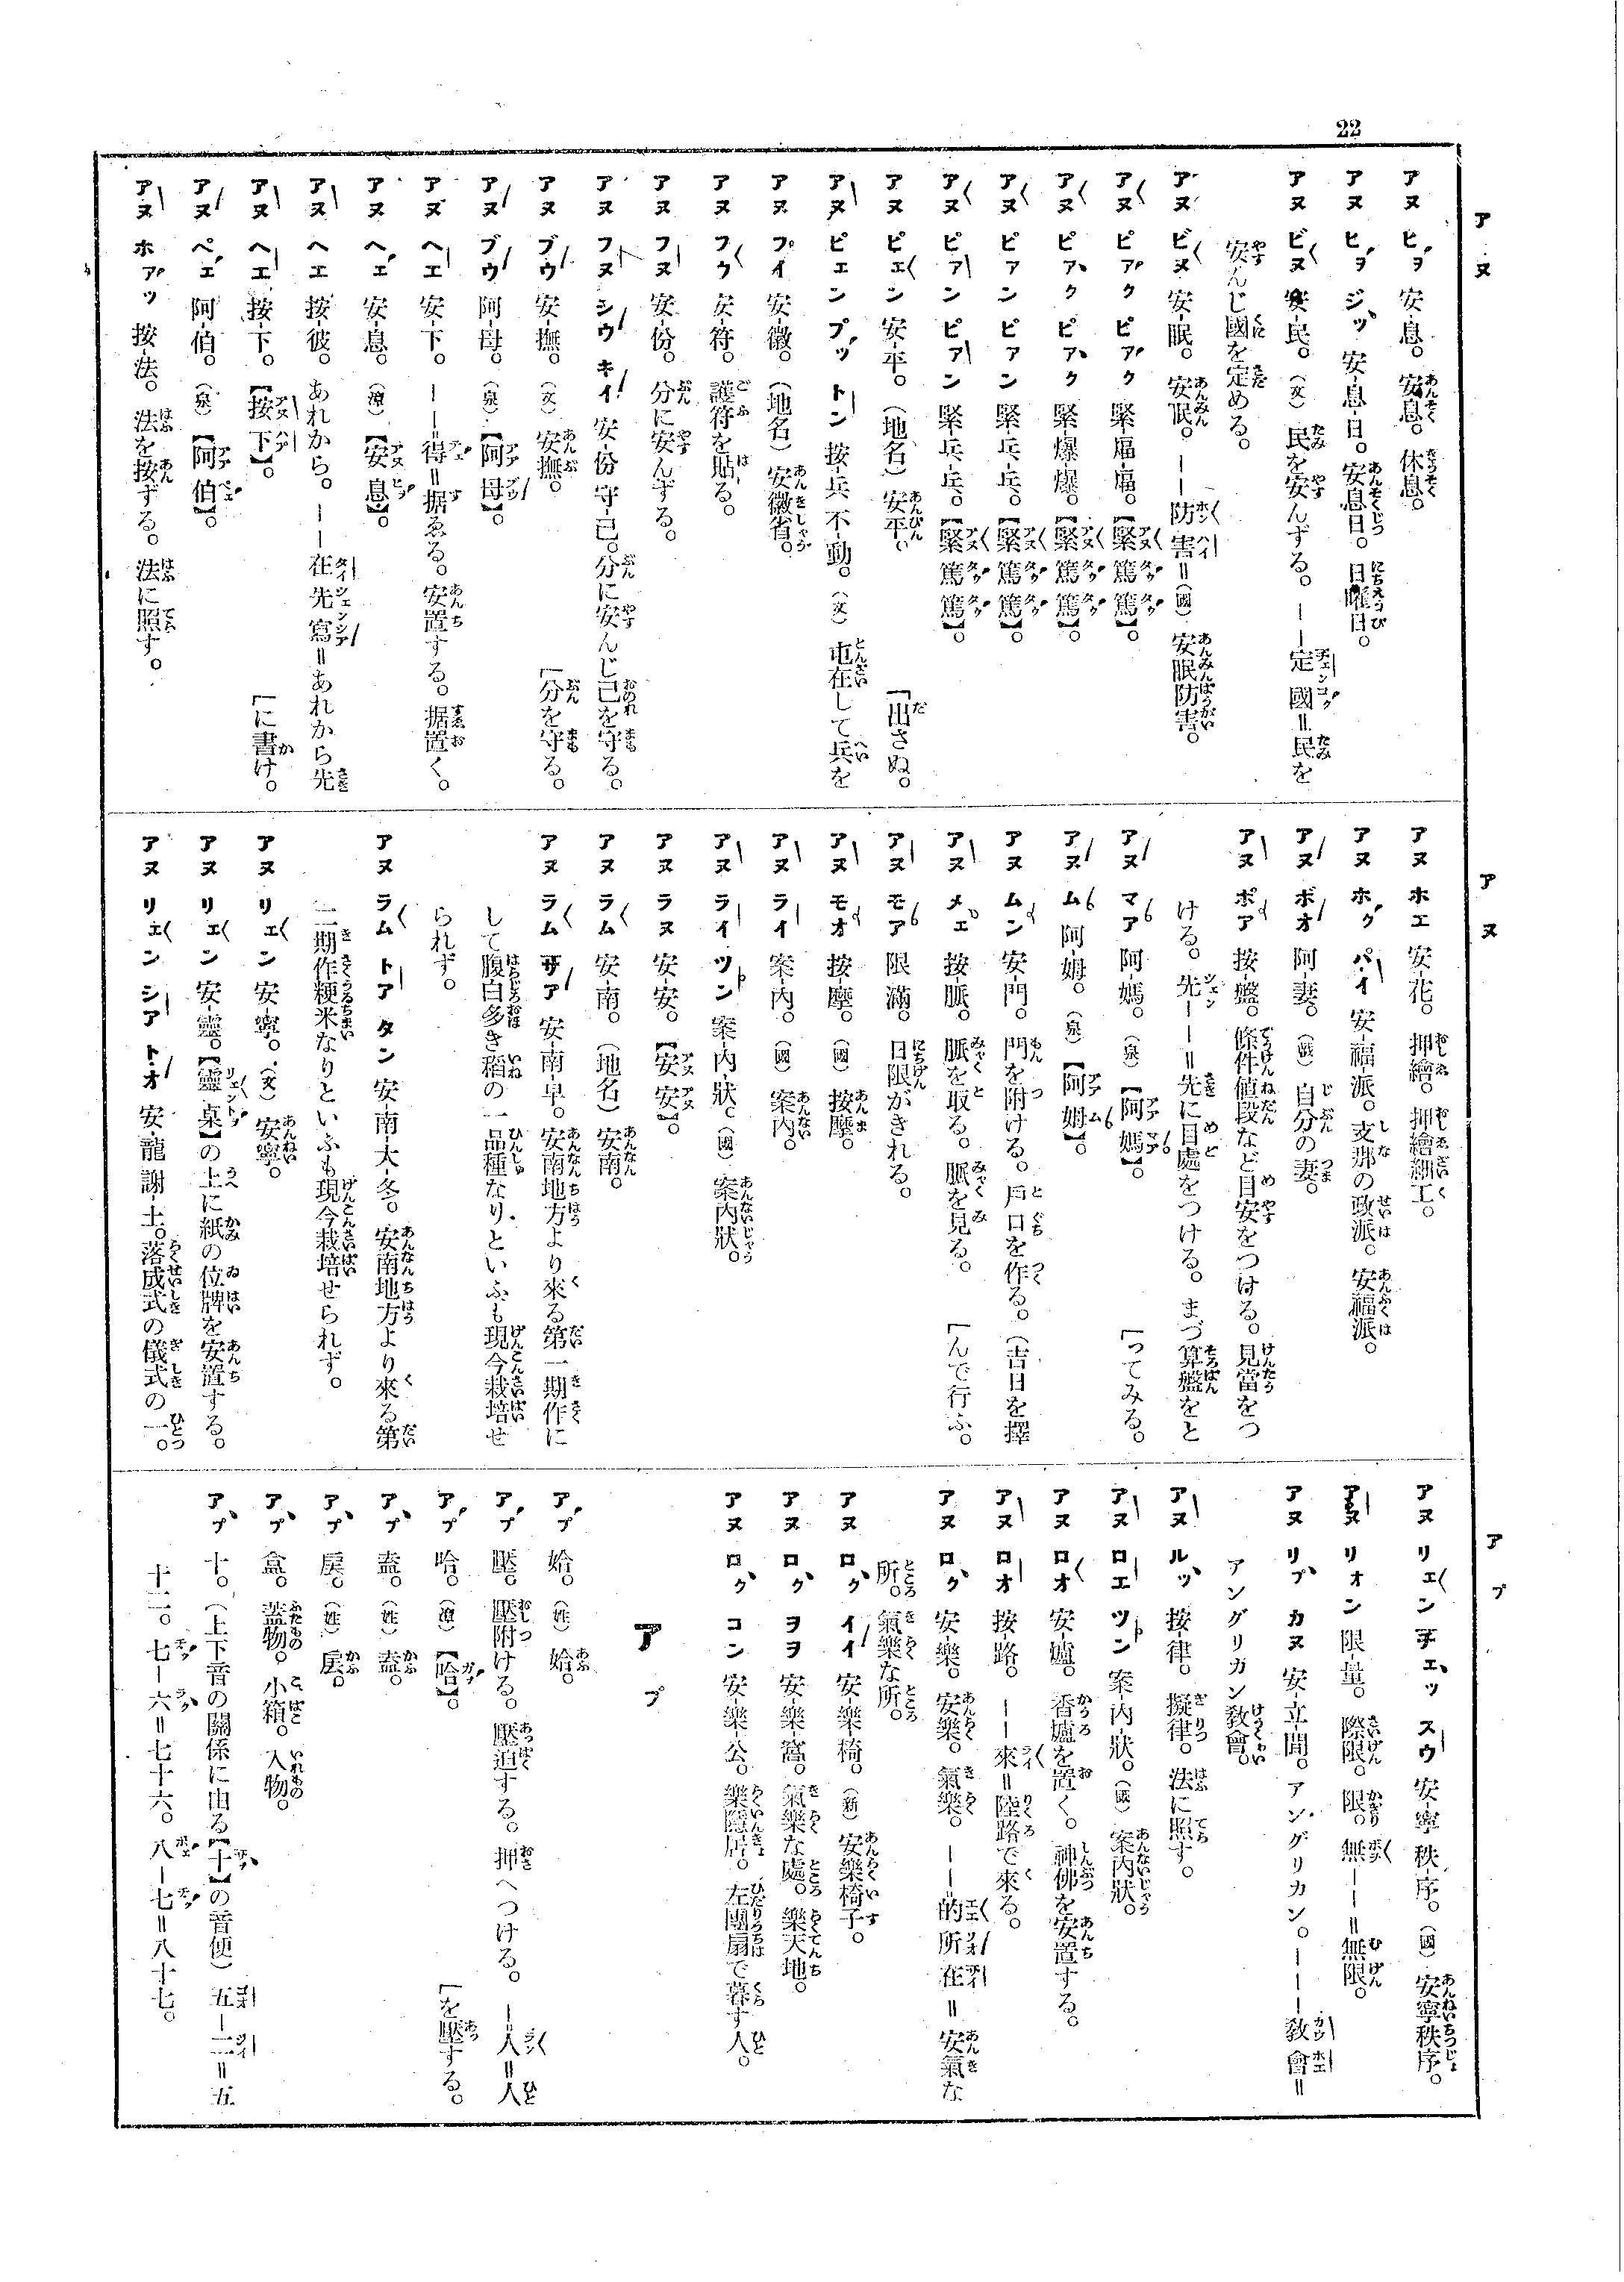 22
アヌ
アヌ ヒヲ 安-息。安息。休息。
アヌ ヒヲ ジッ 安-息-日。安息日。日曜日。
アヌ ビヌ 安-民。(文)民を安んずる。——定國=民を
安んじ國を定める。
アヌ ビヌ 安-眠。安眠。——防害=(國)安眠防害。
アヌ ピアク ピアク 緊-煏-煏。【緊篤篤】。
アヌ ピアク ピアク 緊-爆-爆。【緊篤篤】。
アヌ ピアン ピアン 緊-乓-乓。【緊篤篤】。
アヌ ピアン ピアン 緊-乓-乓。【緊篤篤】。
アヌ ピエン 安-平。(地名)安平。
アヌ ピエン プッ トン 按-兵 不-動。(文)屯在して兵を
[出さぬ。
アヌ フイ 安-徽。(地名)安徽省。
アヌ フウ 安-符。護符を貼る。
アヌ フヌ 安-份。分に安んずる。
アヌ フヌ シウ キイ 安-份 守-己。分に安んじ己を守る。
アヌ ブウ 安-撫。(文)安撫。
[分を守る。
アヌ ブウ 阿-母。(泉)【阿母】。
アヌ ヘエ 安-下。——得=据ゑる。安置する。据置く。
アヌ ヘエ 安-息。(漳)【安息】。
アヌ ヘエ 按-彼。あれから。——在先寫=あれから先
[に書け。
アヌ ヘエ 按-下。【按下】。
アヌ ペエ 阿-伯。(泉)【阿伯】。
アヌ ホアッ 按-法。法を按ずる。法に照す。
アヌ
アヌ ホエ 安-花。押繪。押繪細工。
アヌ ホク パイ 安-福-派。支那の政派。安福派。
アヌ ボオ 阿-妻。(戲)自分の妻。
アヌ ポア 按-盤。條件値段など目安をつける。見當をつ
ける。先——=先に目處をつける。まづ算盤をと
[ってみる。
アヌ マア 阿-媽。(泉)【阿媽】。
アヌ ム 阿-姆。(泉)【阿姆】。
アヌ ムン 安-門。門を附ける。戶口を作る。(吉日を擇
[んで行ふ。
アヌ メエ 按-脈。脈を取る。脈を見る。
アヌ モア 限-滿。日限がきれる。
アヌ モオ 按-摩。(國)按摩。
アヌ ライ 案-內。(國)案內。
アヌ ライ ツン 案-內-狀。(國)案內狀。
アヌ ラヌ 安-安。【安安】。
アヌ ラム 安-南。(地名)安南。
アヌ ラム サア 安-南-早。安南地方より來る第一期作に
して腹白多き稻の一品種なりといふも現今栽培せ
られず。
アヌ ラム トア タン 安-南-大-冬。安南地方より來る第
二期作粳米なりといふも現今栽培せられず。
アヌ リエン 安-寧。(文)安寧。
アヌ リエン 安-靈。【靈桌】の上に紙の位牌を安置する。
アヌ リエン シア トオ 安-龍 謝-土。落成式の儀式の一。
アプ
アヌ リエン チエッ スウ 安-寧 秩-序。(國)安寧秩序。
アヌ リオン 限-量。際限。限。無——=無限。
アヌ リプ カヌ 安-立-間。アングリカン。———敎會=
アングリガン敎會。
アヌ ルッ 按-律。擬律。法に照す。
アヌ ロエ ツン 案-內-狀。(國)案內狀。
アヌ ロオ 安-爐。香爐を置く。神佛を安置する。
アヌ ロオ 按-路。——來=陸路で來る。
アヌ ロク 安-樂。安樂。氣樂。——的所在=安氣な
所。氣樂な所。
アヌ ロク イイ 安-樂-椅。(新)安樂椅子。
アヌ ロク ヲヲ 安-樂-窩。氣樂な處。樂天地。
アヌ ロク コン 安-樂-公。樂隱居。左團扇で暮す人。
アプ
アプ 姶。(姓)姶。
アプ 壓。壓附ける。壓迫する。押へつける。—人=人
[を壓する。
アプ 哈。(漳)【哈】。
アプ 盍。(姓)盍。
アプ 㞍。(姓)
アプ 盒。蓋物。小箱。入物。
アプ 十。(上下音の關係に由る【十】の音便)五—二=五
十二。七—六=七十六。八—七=八十七。